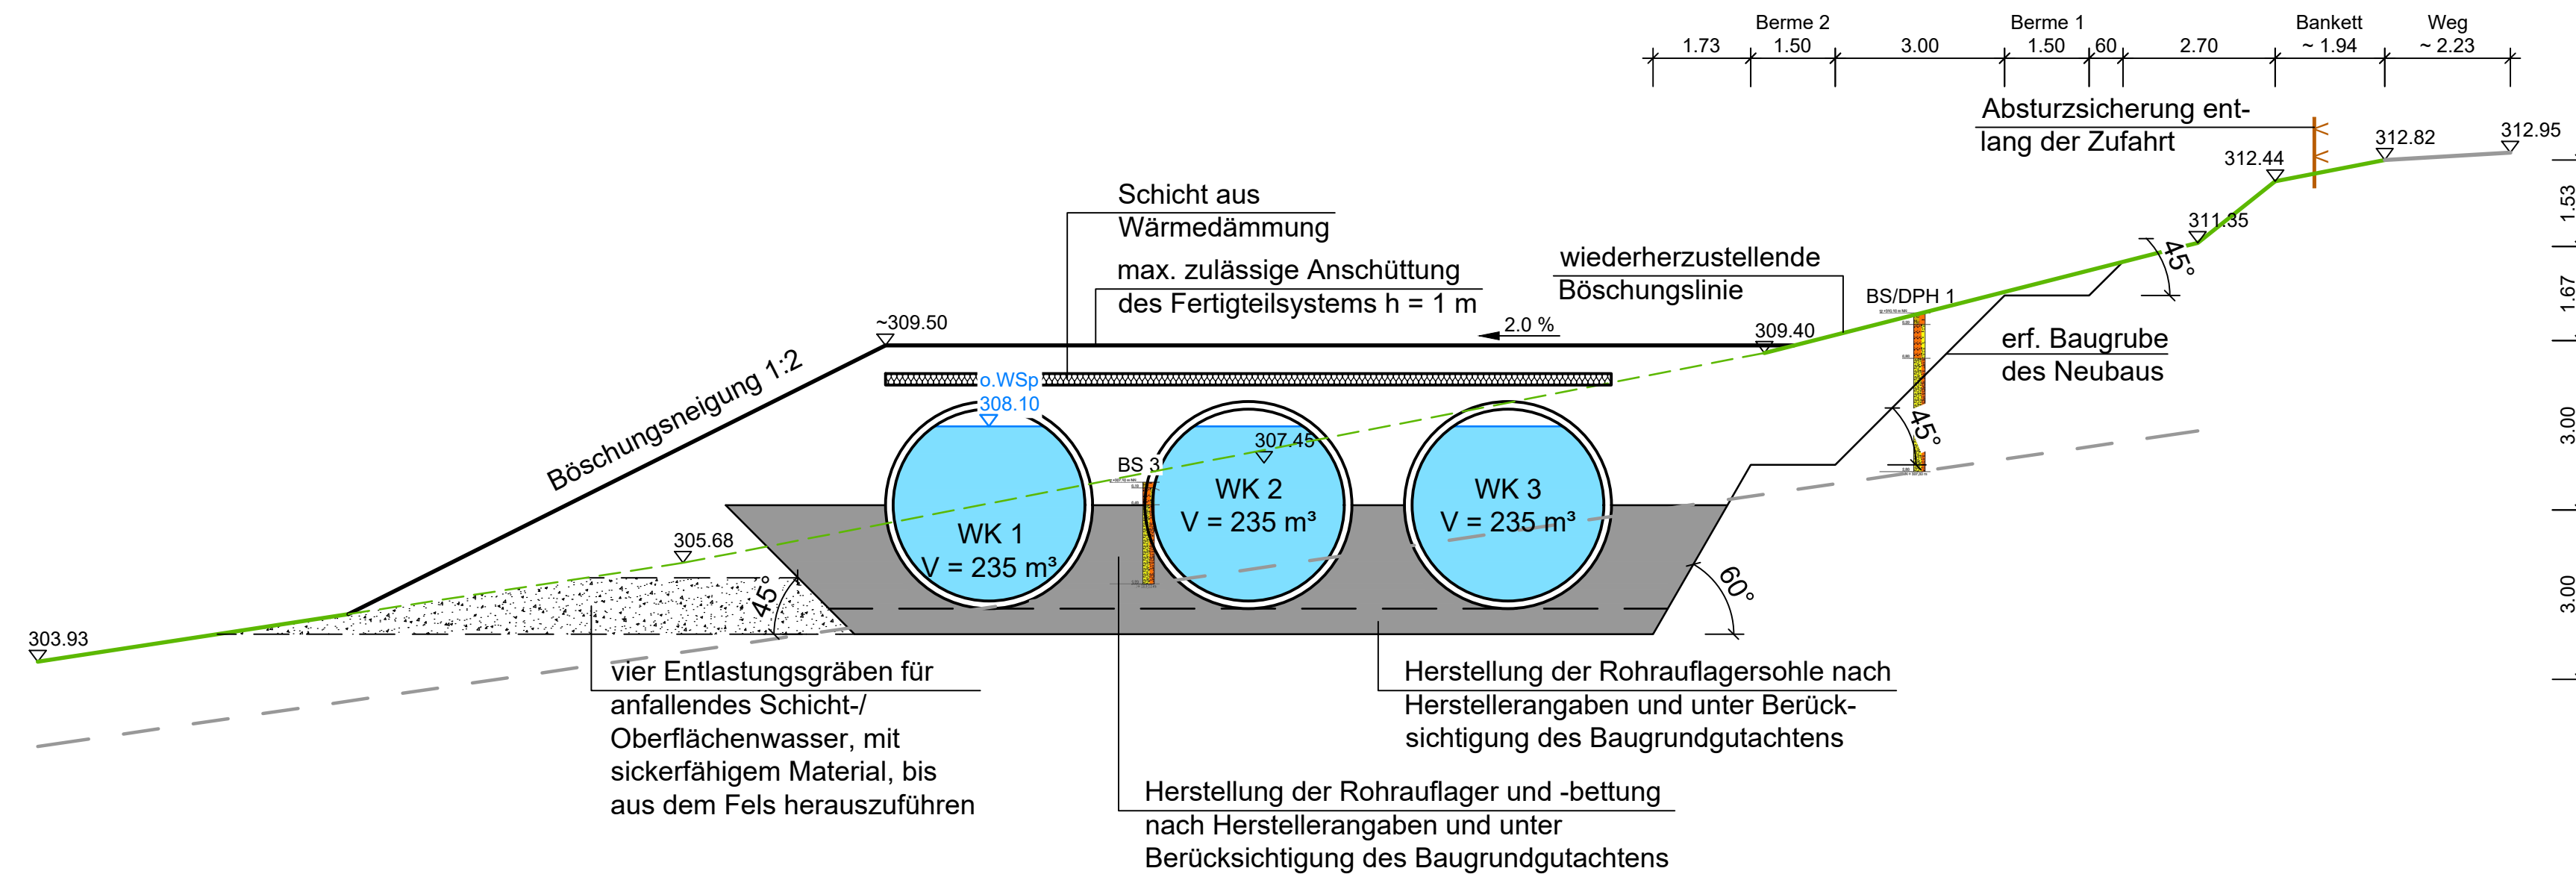 Berme 2
Berme 1
Bankett
Weg
1.73
1.50
3.00
1.50
60
2.70
~ 1.94
~ 2.23
Absturzsicherung ent-
lang der Zufahrt
312.44
312.82
312.95
311.35
1.53
1.67
3.00
3.00
Schicht aus
Wärmedämmung
max. zulässige Anschüttung
des Fertigteilsystems h = 1 m
wiederherzustellende
Böschungslinie
45°
BS/DPH 1
~309.50
2.0 %
309.40
erf. Baugrube
des Neubaus
Böschungsneigung 1:2
o.WSp
308.10
45°
307.45
BS 3
WK 1
V = 235 m³
WK 2
V = 235 m³
WK 3
V = 235 m³
305.68
45°
60°
303.93
vier Entlastungsgräben für
anfallendes Schicht-/
Oberflächenwasser, mit
sickerfähigem Material, bis
aus dem Fels herauszuführen
Herstellung der Rohrauflagersohle nach
Herstellerangaben und unter Berück-
sichtigung des Baugrundgutachtens
Herstellung der Rohrauflager und -bettung
nach Herstellerangaben und unter
Berücksichtigung des Baugrundgutachtens